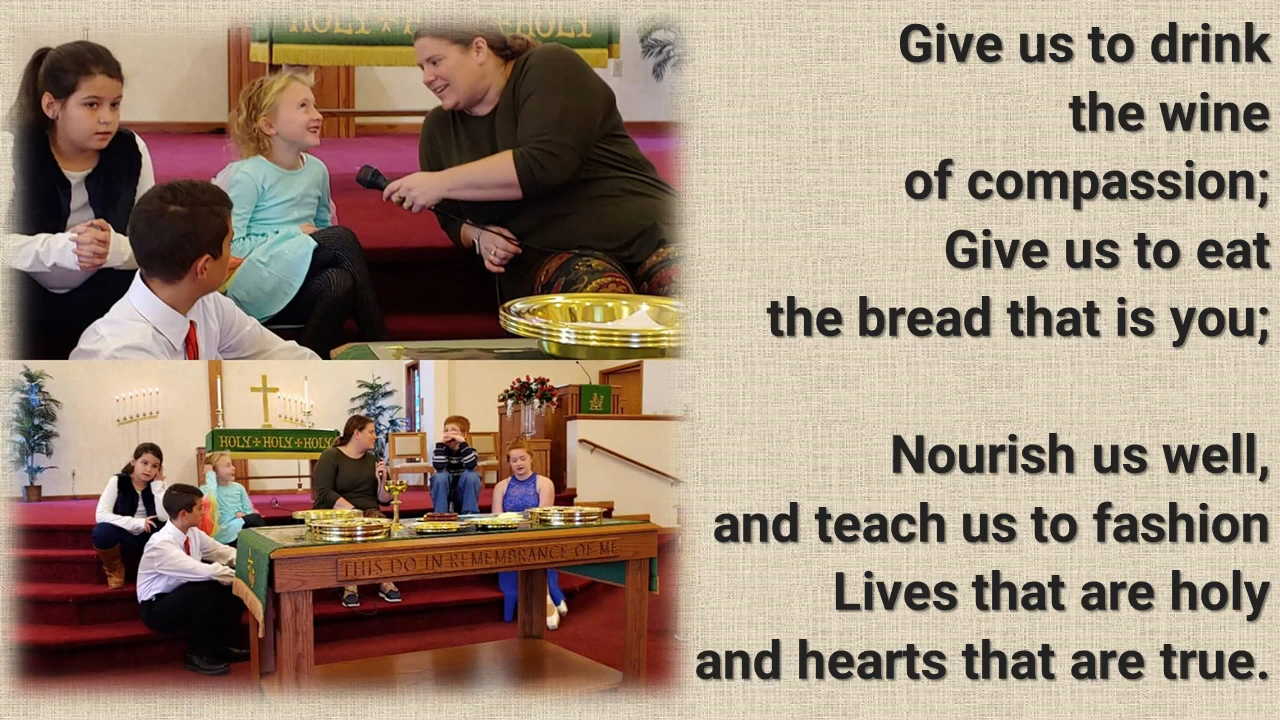 HOLY HOLY
Give us to drink
the wine
of compassion;
Give us to eat
the bread that is you;
Nourish us well,
and teach us to fashion
Lives that are holy
and hearts that are true.
HOLY HOLY HOLY
THIS DO IN REMEMBRANCE OF ME